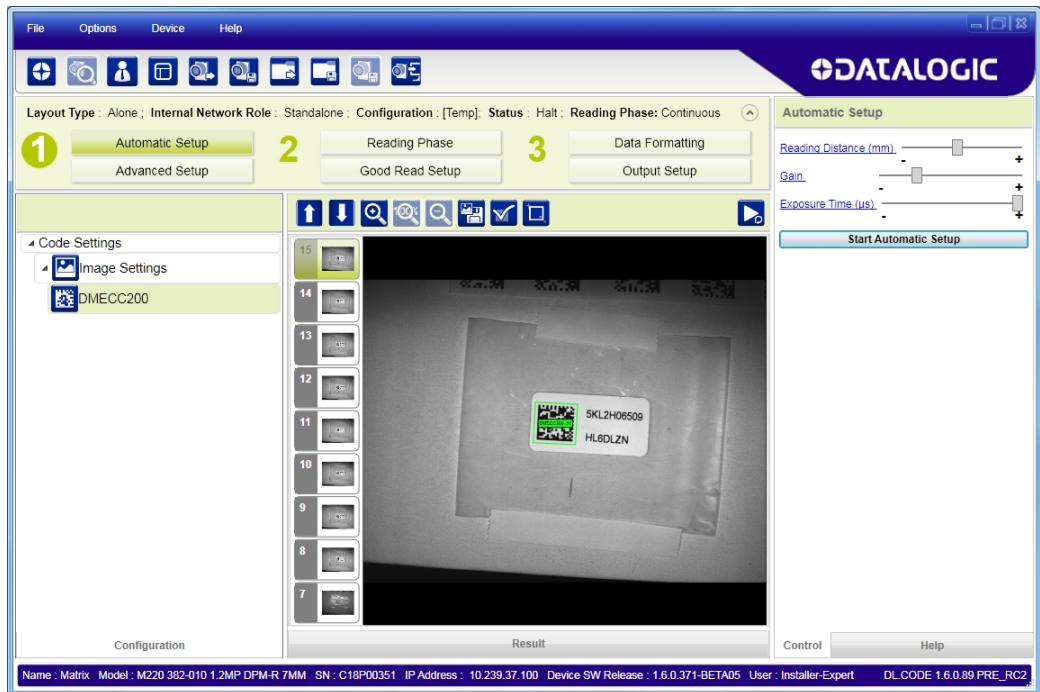 File Options Device Help
DATALOGIC
Layout Type : Alone ; Internal Network Role : Standalone ; Configuration : [Temp]; Status : Halt ; Reading Phase: Continuous
1 Automatic Setup 2 Reading Phase 3 Data Formatting
Advanced Setup Good Read Setup Output Setup
Code Settings
Image Settings
DMECC200
100%
15
14
13
12
11
10
9
8
7
5KL2H06509
HL6DLZN
Automatic Setup
Reading Distance (mm) - +
Gain - +
Exposure Time (µs) - +
Start Automatic Setup
Configuration Result Control Help
Name : Matrix Model : M220 382-010 1.2MP DPM-R 7MM SN : C18P00351 IP Address : 10.239.37.100 Device SW Release : 1.6.0.371-BETA05 User : Installer-Expert DL.CODE 1.6.0.89 PRE_RC2